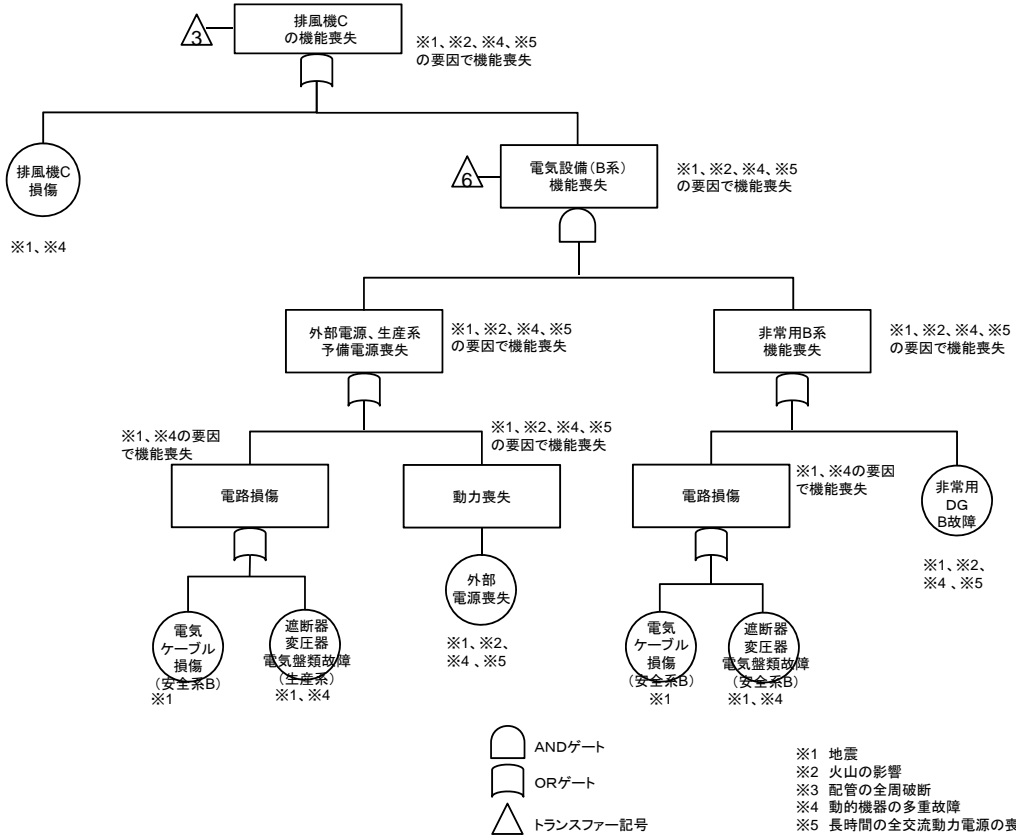 排風機C
の機能喪失
3
※1、※2、※4、※5
の要因で機能喪失
排風機C
損傷
※1、※4
6
電気設備(B系)
機能喪失
※1、※2、※4、※5
の要因で機能喪失
外部電源、生産系
予備電源喪失
※1、※2、※4、※5
の要因で機能喪失
非常用B系
機能喪失
※1、※2、※4、※5
の要因で機能喪失
※1、※4の要因
で機能喪失
電路損傷
※1、※2、※4、※5
の要因で機能喪失
動力喪失
電路損傷
※1、※4の要因
で機能喪失
非常用
DG
B故障
※1、※2、
※4 、※5
電気
ケーブル
損傷
(安全系B)
※1
遮断器
変圧器
電気盤類故障
(生産系)
※1、※4
外部
電源喪失
※1、※2、
※4 、※5
電気
ケーブル
損傷
(安全系B)
※1
遮断器
変圧器
電気盤類故障
(安全系B)
※1、※4
ANDゲート
ORゲート
トランスファー記号
※1 地震
※2 火山の影響
※3 配管の全周破断
※4 動的機器の多重故障
※5 長時間の全交流動力電源の